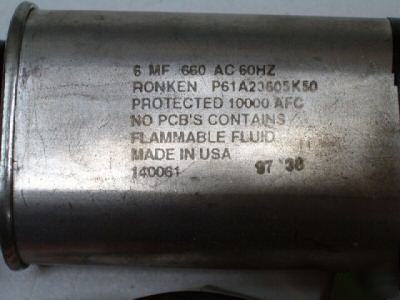 6 MF 660 AC 60HZ
RONKEN P61A23605K50
PROTECTED 10000 AFC
NO PCB'S CONTAINS
FLAMMABLE FLUID
MADE IN USA
140061 97 38